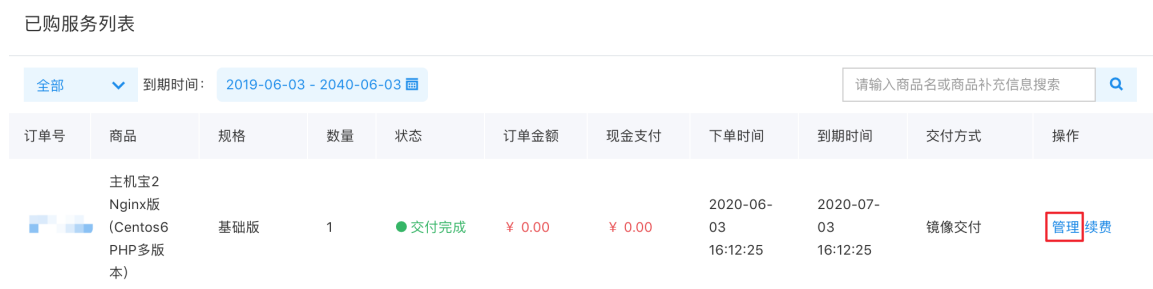 已购服务列表
全部 到期时间: 2019-06-03 - 2040-06-03 请输入商品名或商品补充信息搜索
订单号 商品 规格 数量 状态 订单金额 现金支付 下单时间 到期时间 交付方式 操作
主机宝2
Nginx版
(Centos6
PHP多版
本)
基础版 1 交付完成 ¥ 0.00 ¥ 0.00
2020-06-
03
16:12:25
2020-07-
03
16:12:25
镜像交付 管理 续费